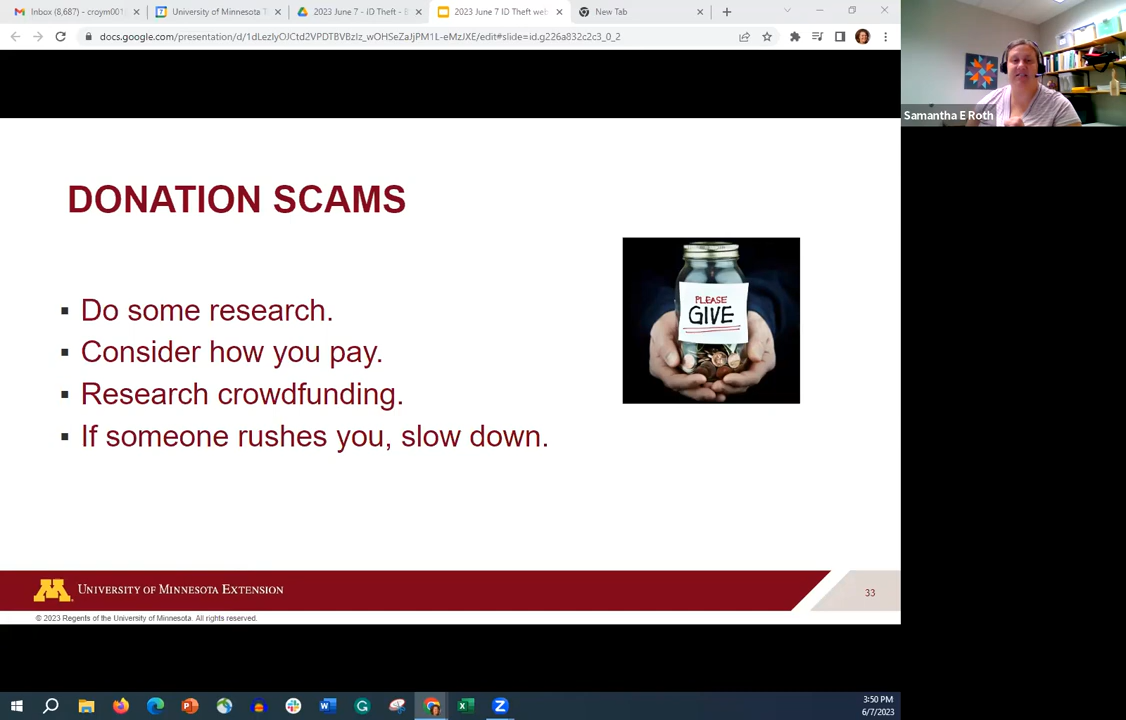 Inbox (8,687) - croym001
University of Minnesota T
2023 June 7 - ID Theft - E
2023 June 7 ID Theft web
New Tab
docs.google.com/presentation/d/1dLezIyOJCtd2VPDTBVBzIz_wOHSeZaJjPM1L-eMzJXE/edit#slide=id.g226a832c2c3_0_2
Samantha E Roth
DONATION SCAMS
▪ Do some research.
▪ Consider how you pay.
▪ Research crowdfunding.
▪ If someone rushes you, slow down.
PLEASE
GIVE
UNIVERSITY OF MINNESOTA EXTENSION
33
© 2023 Regents of the University of Minnesota. All rights reserved.
3:50 PM
6/7/2023